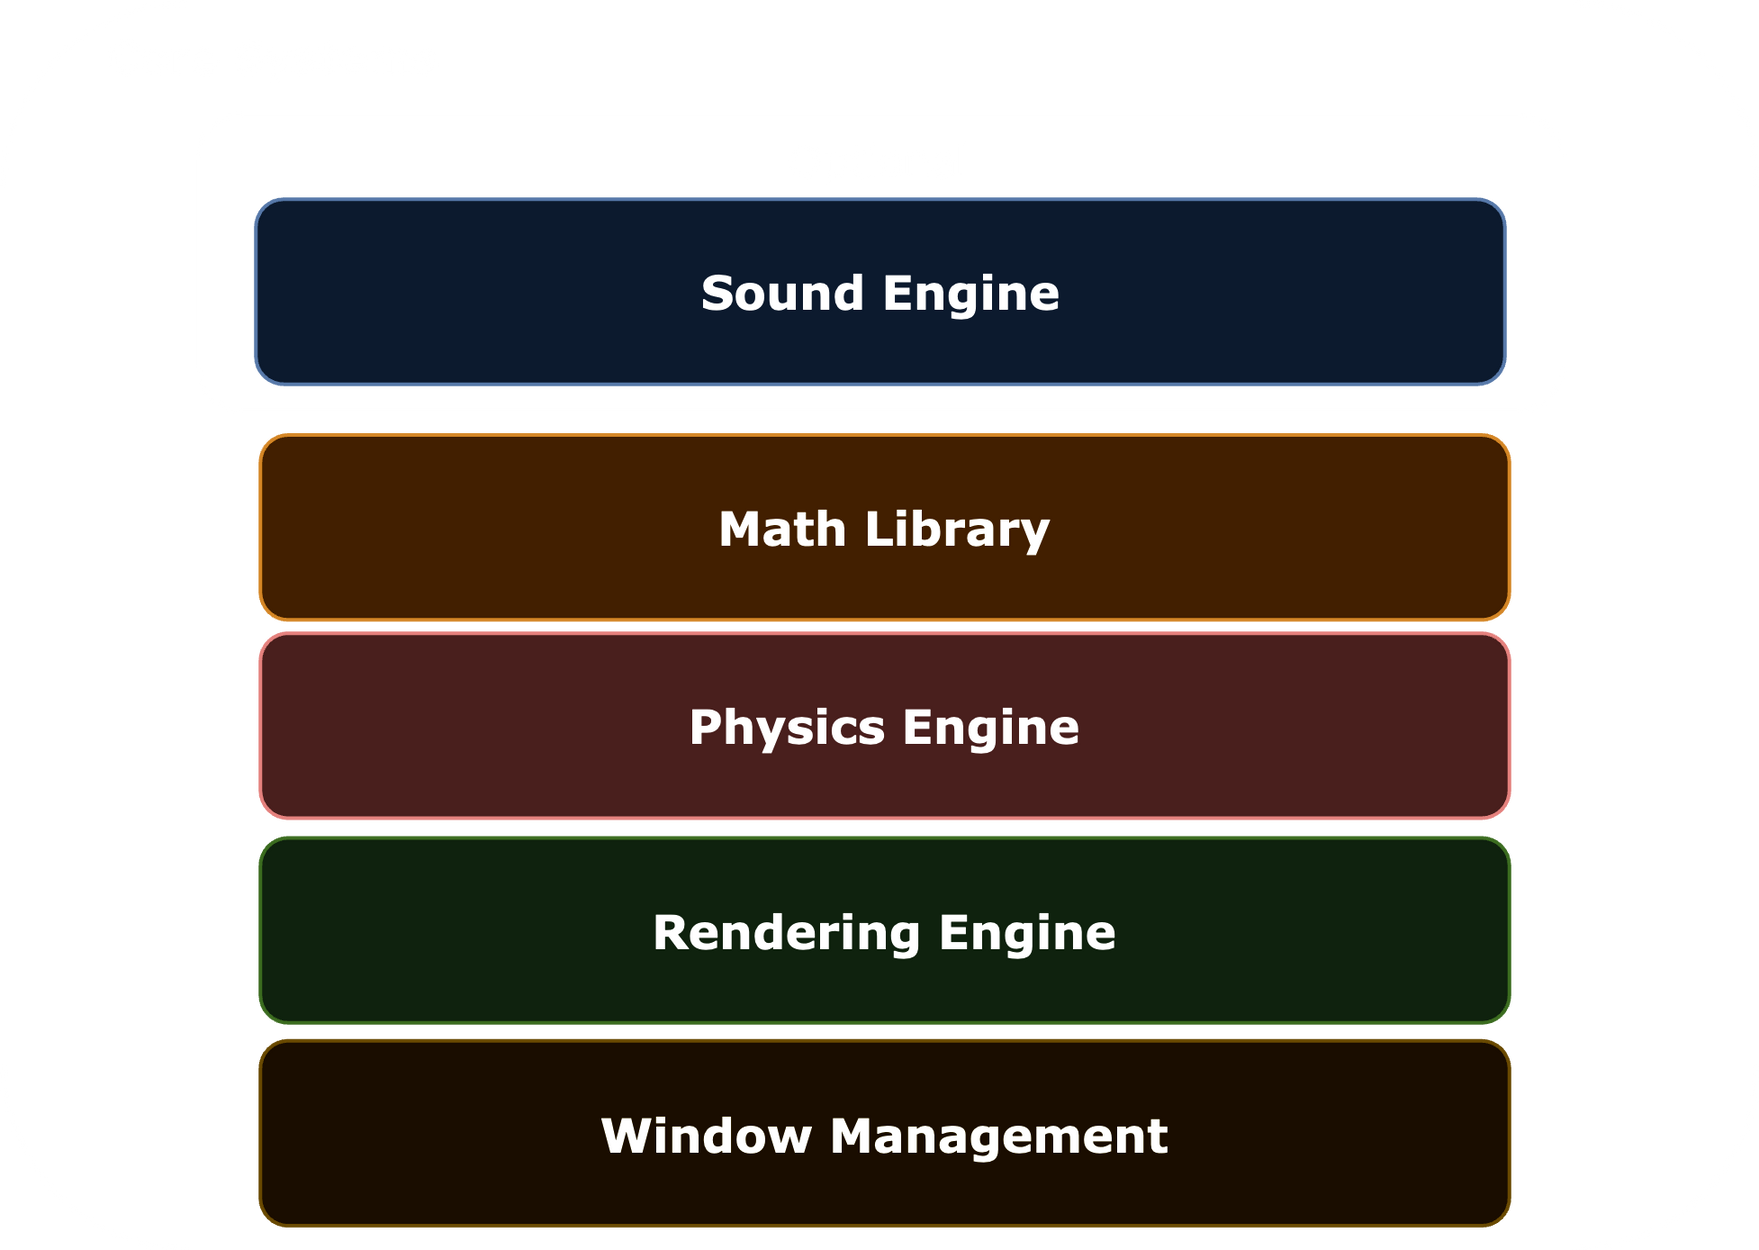 Sound Engine
Math Library
Physics Engine
Rendering Engine
Window Management